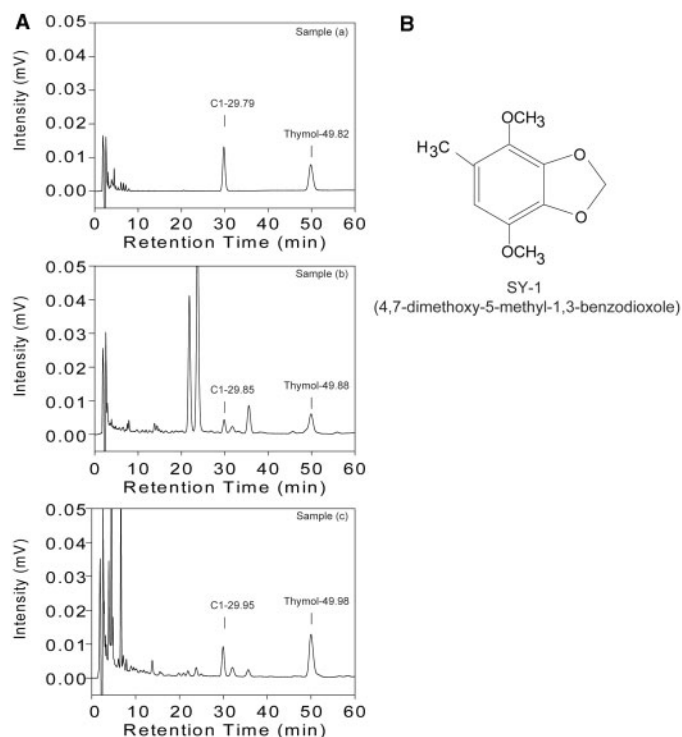 A
Sample (a)
0.05
0.04
0.03
0.02
0.01
0.00
Intensity (mV)
C1-29.79
Thymol-49.82
0 10 20 30 40 50 60
Retention Time (min)
Sample (b)
0.05
0.04
0.03
0.02
0.01
0.00
Intensity (mV)
C1-29.85
Thymol-49.88
0 10 20 30 40 50 60
Retention Time (min)
Sample (c)
0.05
0.04
0.03
0.02
0.01
0.00
Intensity (mV)
C1-29.95
Thymol-49.98
0 10 20 30 40 50 60
Retention Time (min)
B
OCH3
H3C
O
O
OCH3
SY-1
(4,7-dimethoxy-5-methyl-1,3-benzodioxole)